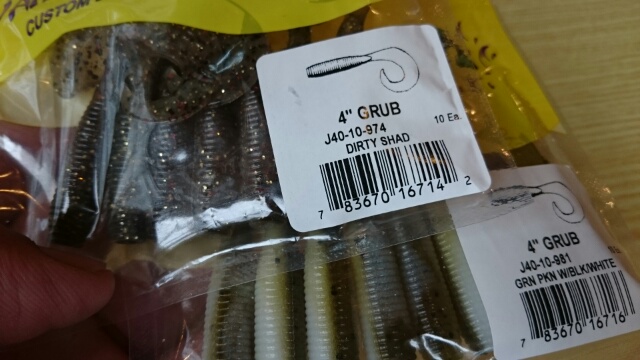 CUSTOM
4" GRUB
J40-10-974
10 En.
DIRTY SHAD
7 83670 16714 2
4" GRUB
J40-10-981
GRN PKN W/BLK/WHITE
7 83670 16716